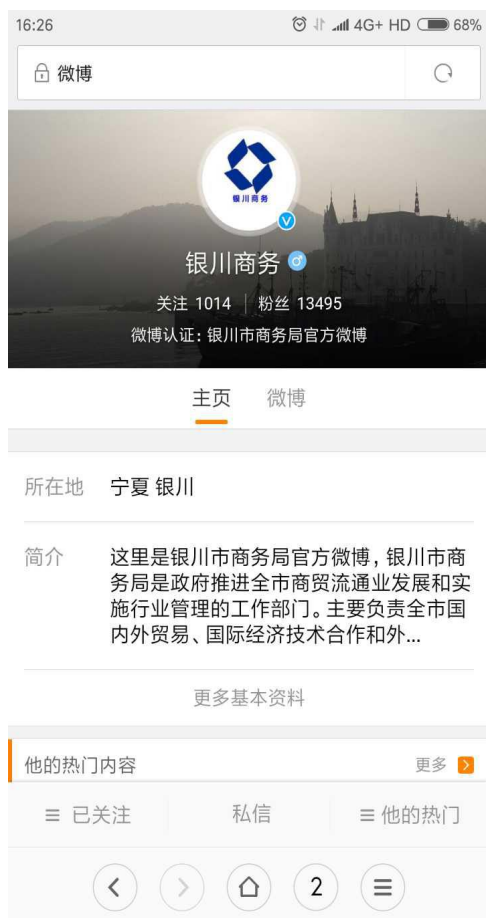 16:26 4G+ HD 68%
微博
银川商务
银川商务
关注 1014 粉丝 13495
微博认证：银川市商务局官方微博
主页 微博
所在地 宁夏 银川
简介 这里是银川市商务局官方微博，银川市商
务局是政府推进全市商贸流通业发展和实
施行业管理的工作部门。主要负责全市国
内外贸易、国际经济技术合作和外...
更多基本资料
他的热门内容 更多
已关注 私信 他的热门
2